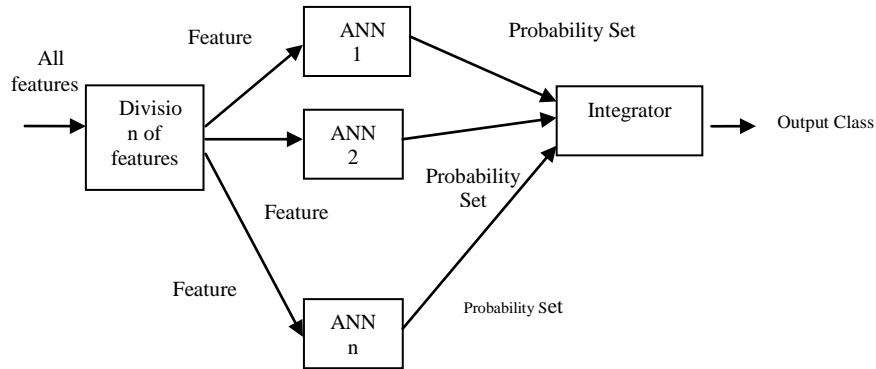 All
features
Divisio
n of
features
Feature
ANN
1
Probability Set
ANN
2
Integrator
Output Class
Probability
Set
Feature
Feature
ANN
n
Probability set